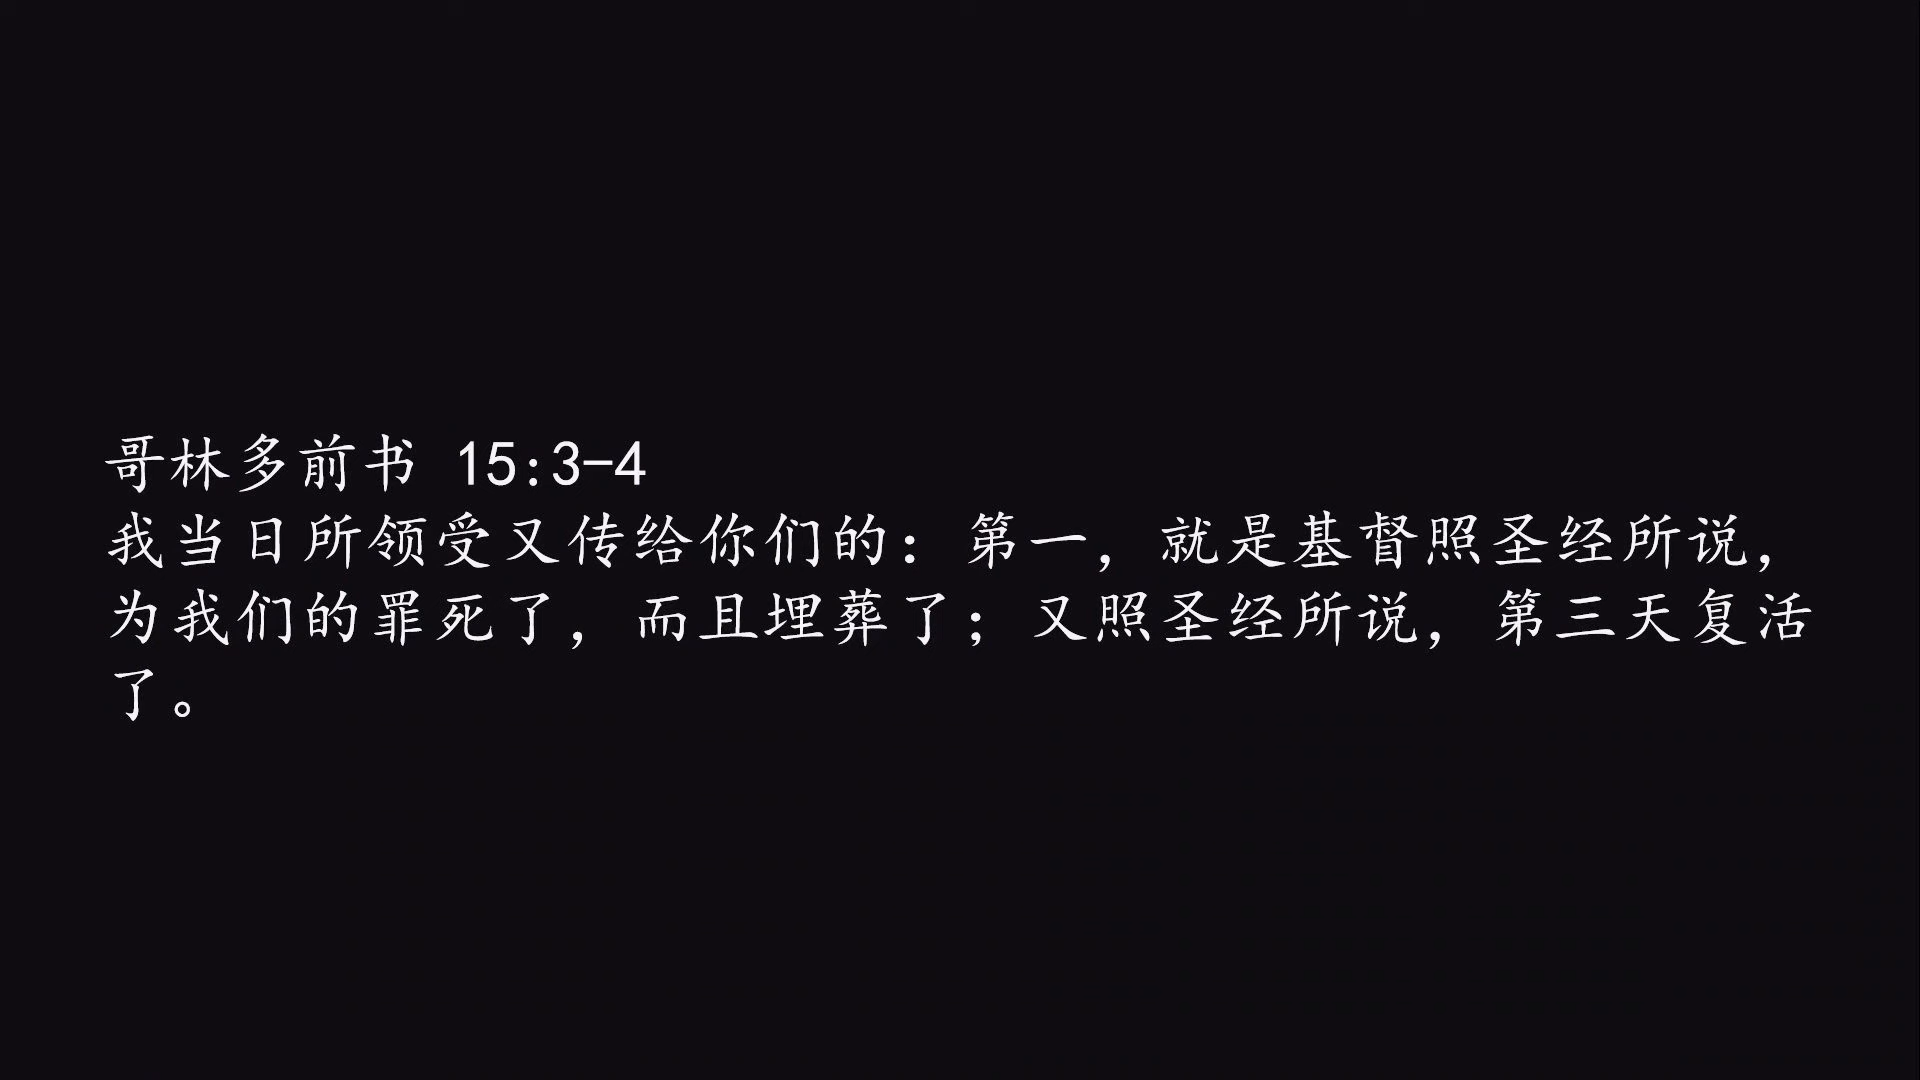 哥林多前书 15:3-4
我当日所领受又传给你们的：第一，就是基督照圣经所说，
为我们的罪死了，而且埋葬了；又照圣经所说，第三天复活
了。